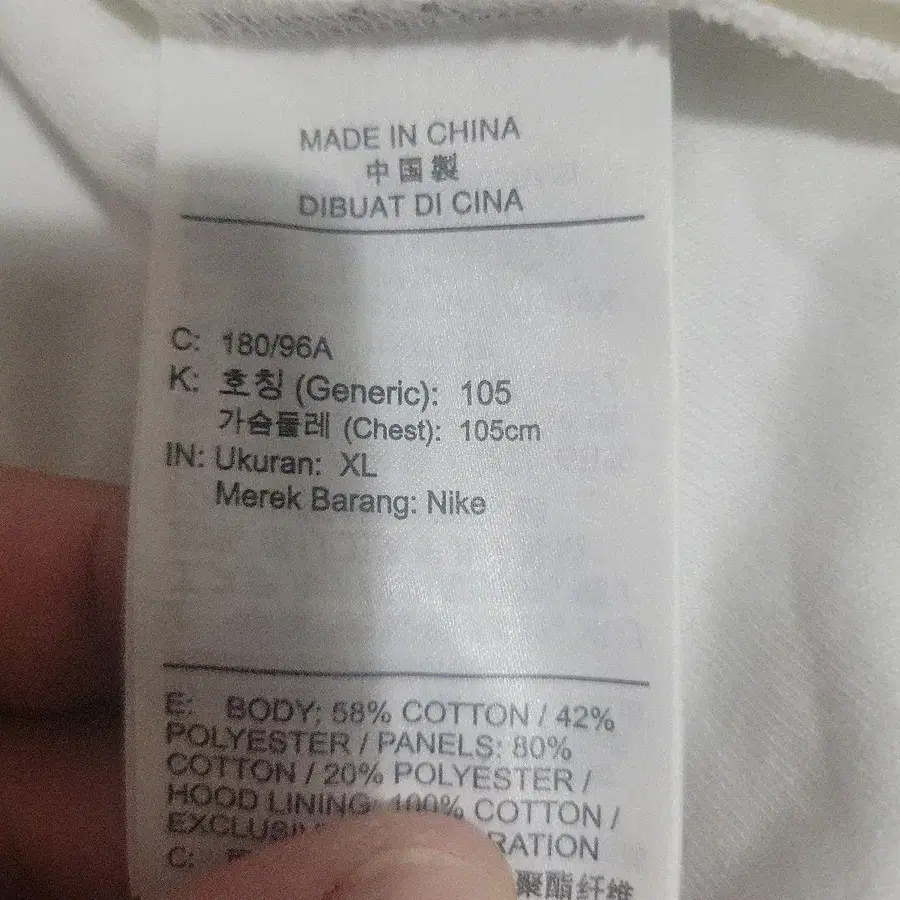 MADE IN CHINA
中国製
DIBUAT DI CINA
C: 180/96A
K: 호칭 (Generic): 105
가슴둘레 (Chest): 105cm
IN: Ukuran: XL
Merek Barang: Nike
E: BODY: 58% COTTON / 42%
POLYESTER / PANELS: 80%
COTTON / 20% POLYESTER /
HOOD LINING: 100% COTTON /
C:
聚酯纤维